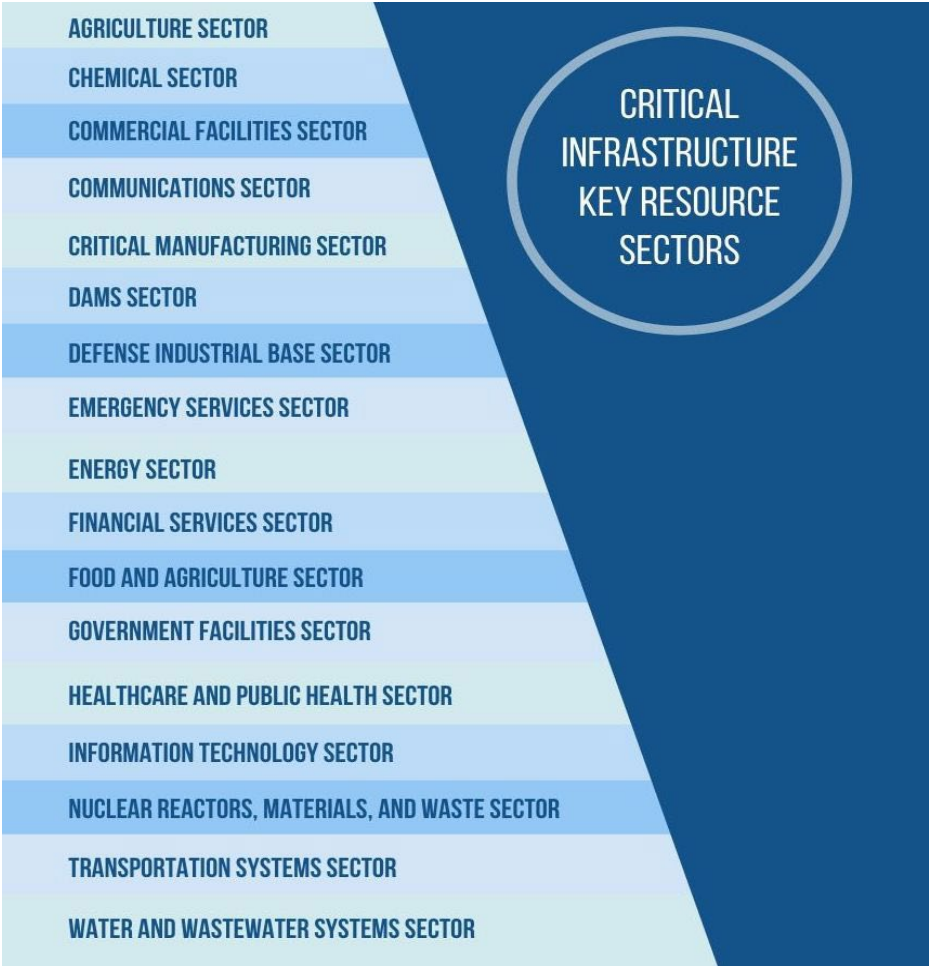 AGRICULTURE SECTOR
CHEMICAL SECTOR
COMMERCIAL FACILITIES SECTOR
COMMUNICATIONS SECTOR
CRITICAL MANUFACTURING SECTOR
DAMS SECTOR
DEFENSE INDUSTRIAL BASE SECTOR
EMERGENCY SERVICES SECTOR
ENERGY SECTOR
FINANCIAL SERVICES SECTOR
FOOD AND AGRICULTURE SECTOR
GOVERNMENT FACILITIES SECTOR
HEALTHCARE AND PUBLIC HEALTH SECTOR
INFORMATION TECHNOLOGY SECTOR
NUCLEAR REACTORS, MATERIALS, AND WASTE SECTOR
TRANSPORTATION SYSTEMS SECTOR
WATER AND WASTEWATER SYSTEMS SECTOR
CRITICAL
INFRASTRUCTURE
KEY RESOURCE
SECTORS